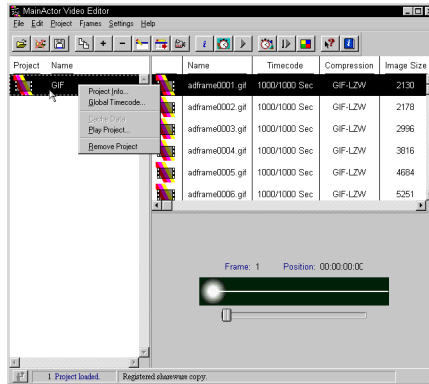 MainActor Video Editor
File Edit Project Frames Settings Help
Project Name
Name Timecode Compression Image Size
GIF
Project Info...
Global Timecode...
Cache Data
Play Project...
Remove Project
adframe0001.gif 1000/1000 Sec GIF-LZW 2130
adframe0002.gif 1000/1000 Sec GIF-LZW 2178
adframe0003.gif 1000/1000 Sec GIF-LZW 2996
adframe0004.gif 1000/1000 Sec GIF-LZW 3816
adframe0005.gif 1000/1000 Sec GIF-LZW 4684
adframe0006.gif 1000/1000 Sec GIF-LZW 5251
Frame: 1 Position: 00:00:00:0C
1 Project loaded. Registered shareware copy.